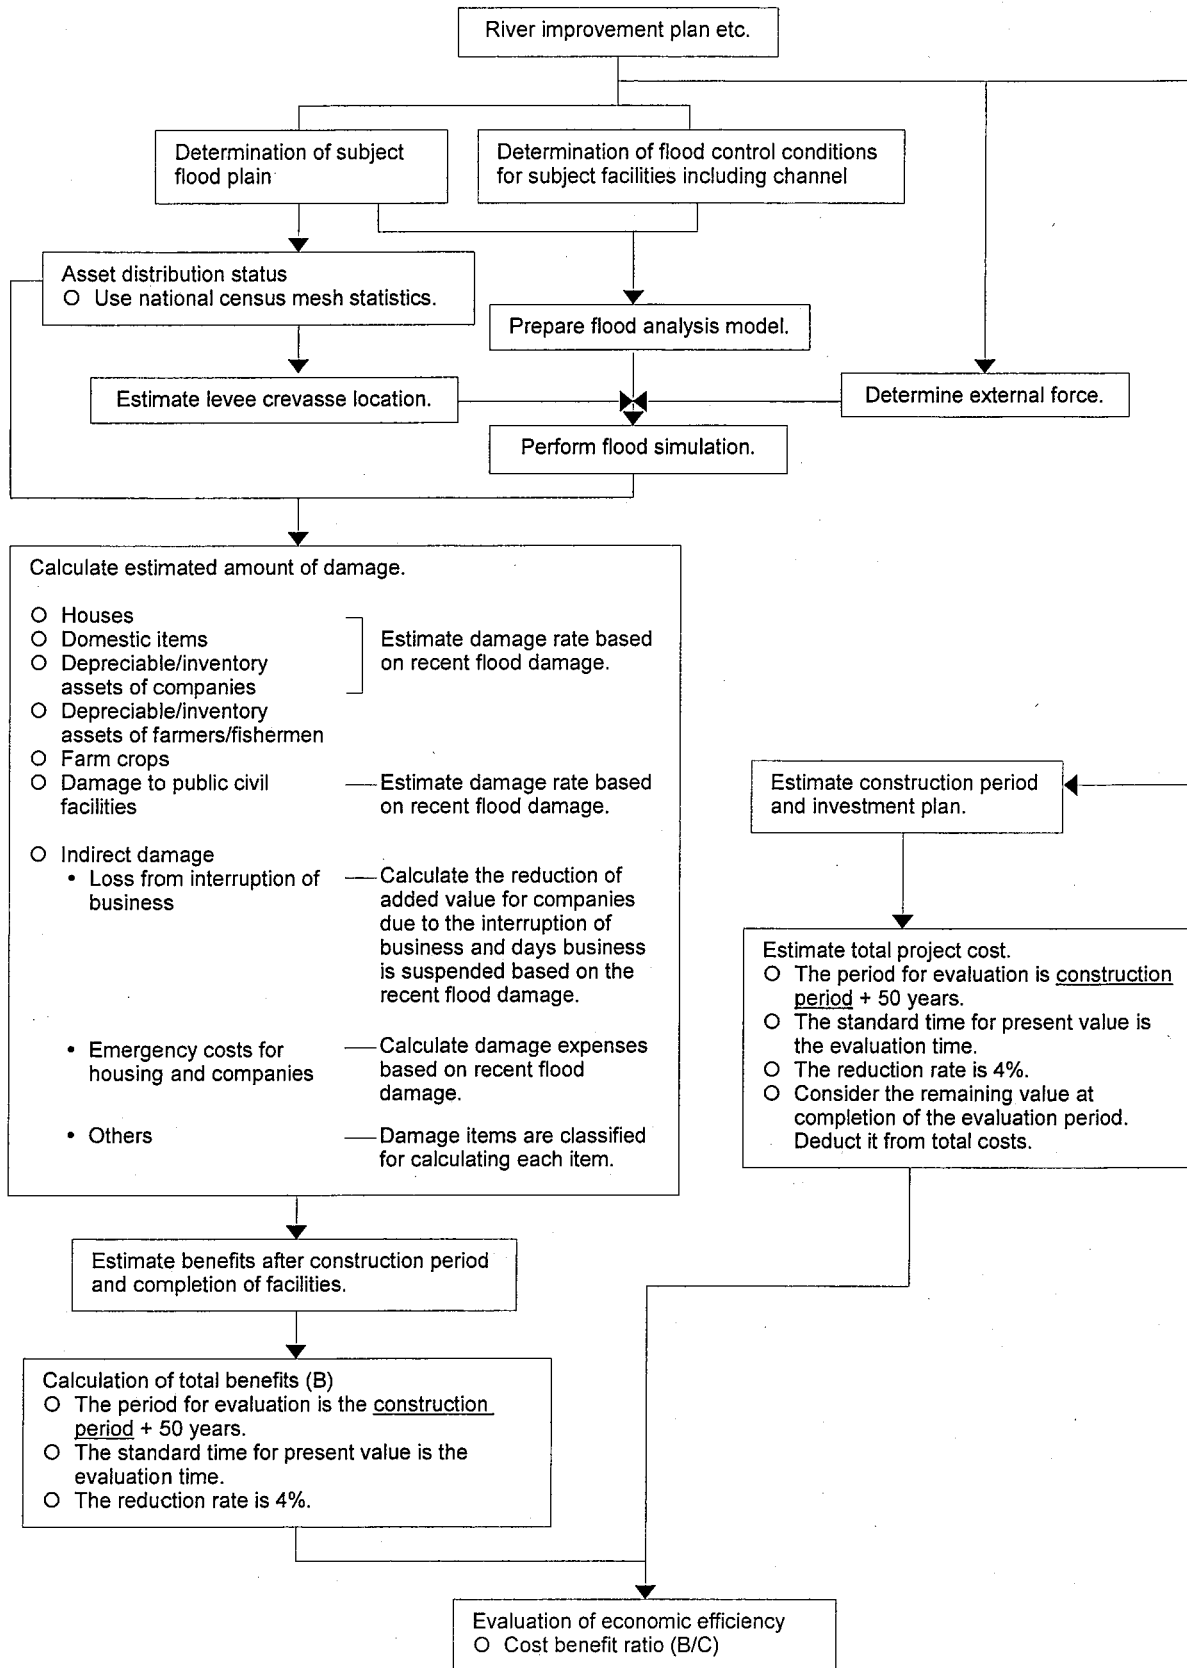 River improvement plan etc.
Determination of subject
flood plain
Determination of flood control conditions
for subject facilities including channel
Asset distribution status
O Use national census mesh statistics.
Prepare flood analysis model.
Estimate levee crevasse location.
Determine external force.
Perform flood simulation.
Calculate estimated amount of damage.
O Houses
O Domestic items
O Depreciable/inventory
assets of companies
Estimate damage rate based
on recent flood damage.
O Depreciable/inventory
assets of farmers/fishermen
O Farm crops
O Damage to public civil
facilities
Estimate damage rate based
on recent flood damage.
O Indirect damage
• Loss from interruption of
business
Calculate the reduction of
added value for companies
due to the interruption of
business and days business
is suspended based on the
recent flood damage.
• Emergency costs for
housing and companies
Calculate damage expenses
based on recent flood
damage.
• Others
Damage items are classified
for calculating each item.
Estimate construction period
and investment plan.
Estimate total project cost.
O The period for evaluation is construction
period + 50 years.
O The standard time for present value is
the evaluation time.
O The reduction rate is 4%.
O Consider the remaining value at
completion of the evaluation period.
Deduct it from total costs.
Estimate benefits after construction period
and completion of facilities.
Calculation of total benefits (B)
O The period for evaluation is the construction
period + 50 years.
O The standard time for present value is the
evaluation time.
O The reduction rate is 4%.
Evaluation of economic efficiency
O Cost benefit ratio (B/C)